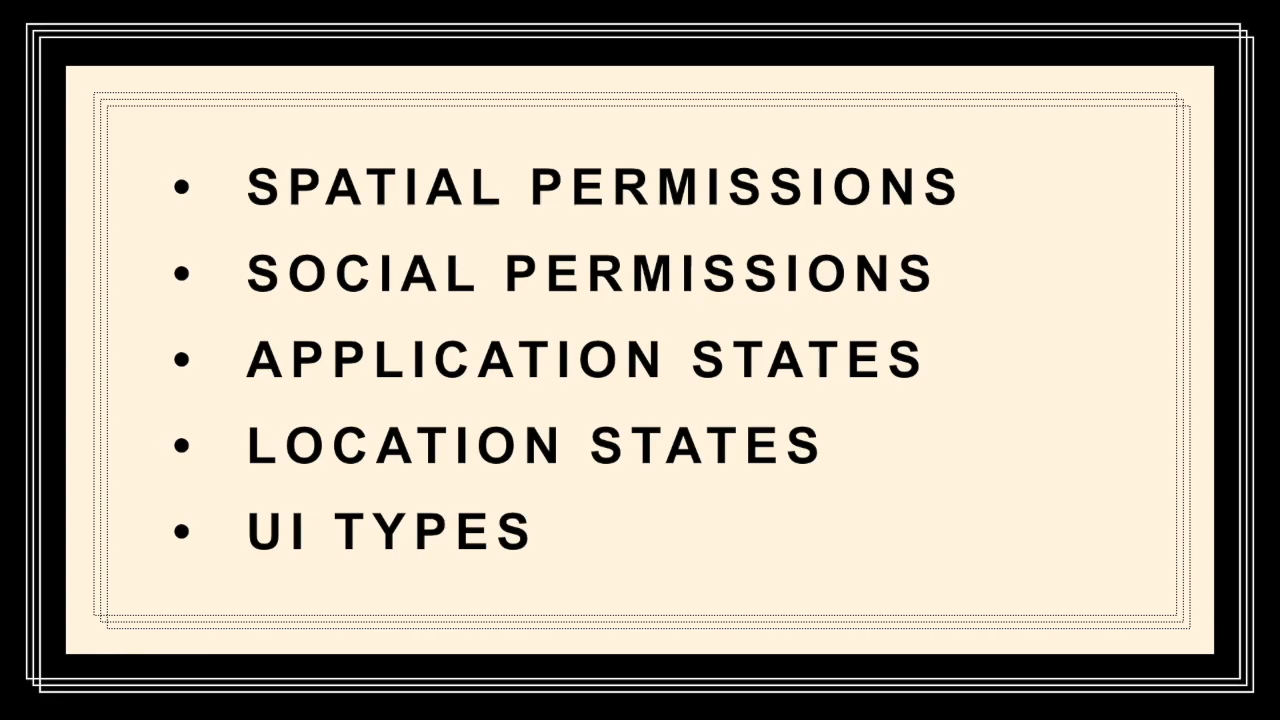 • SPATIAL PERMISSIONS
• SOCIAL PERMISSIONS
• APPLICATION STATES
• LOCATION STATES
• UI TYPES